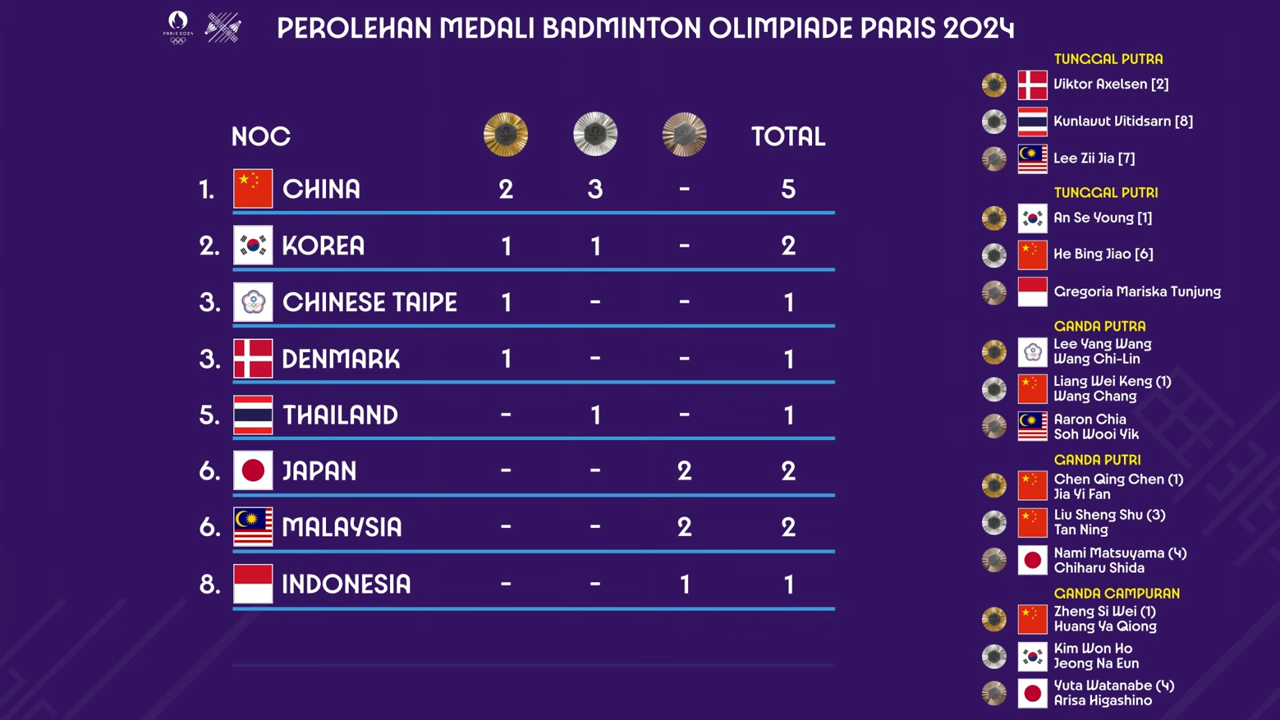 PARIS 2024
PEROLEHAN MEDALI BADMINTON OLIMPIADE PARIS 2024
NOC TOTAL
1. CHINA 2 3 - 5
2. KOREA 1 1 - 2
3. CHINESE TAIPE 1 - - 1
3. DENMARK 1 - - 1
5. THAILAND - 1 - 1
6. JAPAN - - 2 2
6. MALAYSIA - - 2 2
8. INDONESIA - - 1 1
TUNGGAL PUTRA
Viktor Axelsen [2]
Kunlavut Vitidsarn [8]
Lee Zii Jia [7]
TUNGGAL PUTRI
An Se Young [1]
He Bing Jiao [6]
Gregoria Mariska Tunjung
GANDA PUTRA
Lee Yang Wang
Wang Chi-Lin
Liang Wei Keng (1)
Wang Chang
Aaron Chia
Soh Wooi Yik
GANDA PUTRI
Chen Qing Chen (1)
Jia Yi Fan
Liu Sheng Shu (3)
Tan Ning
Nami Matsuyama (4)
Chiharu Shida
GANDA CAMPURAN
Zheng Si Wei (1)
Huang Ya Qiong
Kim Won Ho
Jeong Na Eun
Yuta Watanabe (4)
Arisa Higashino